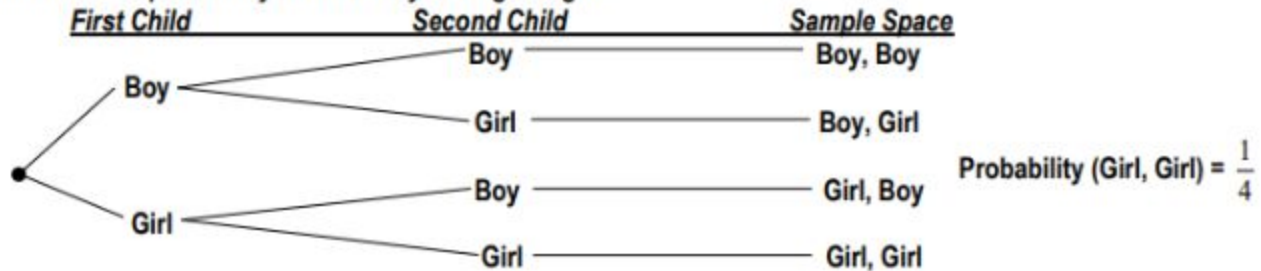 First Child Second Child Sample Space
Boy Boy, Boy
Boy
Girl Boy, Girl
Probability (Girl, Girl) = 1/4
Boy Girl, Boy
Girl
Girl Girl, Girl